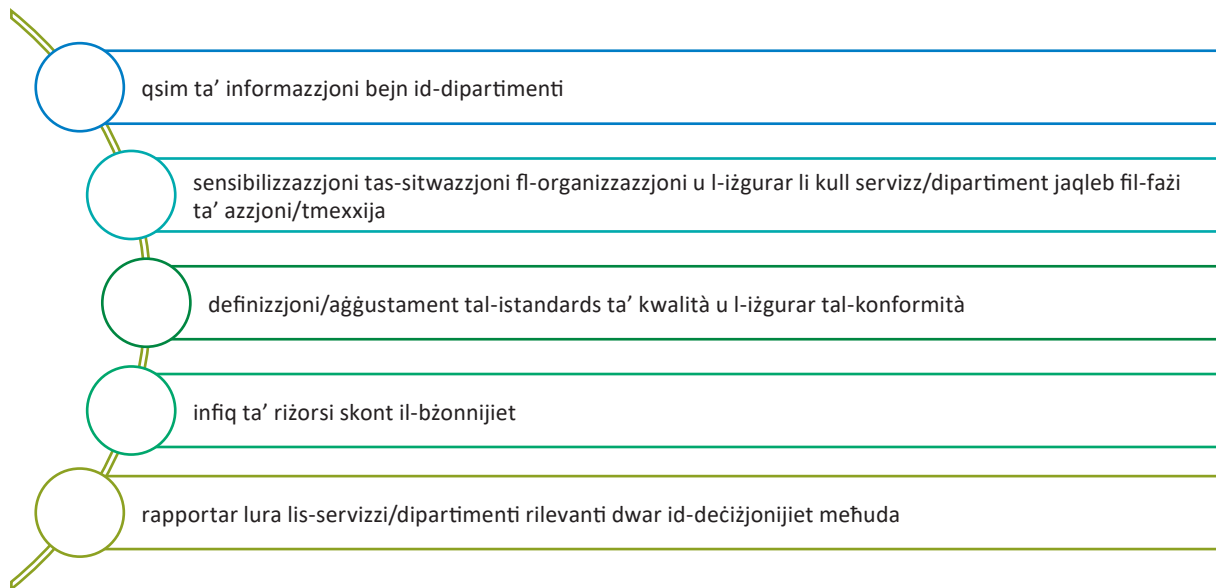 qsim ta’ informazzjoni bejn id-dipartimenti
sensibilizzazzjoni tas-sitwazzjoni fl-organizzazzjoni u l-iżgurar li kull servizz/dipartiment jaqleb fil-fażi
ta’ azzjoni/tmexxija
definizzjoni/aġġustament tal-istandards ta’ kwalità u l-iżgurar tal-konformità
infiq ta’ riżorsi skont il-bżonnijiet
rapportar lura lis-servizzi/dipartimenti rilevanti dwar id-deċiżjonijiet meħuda